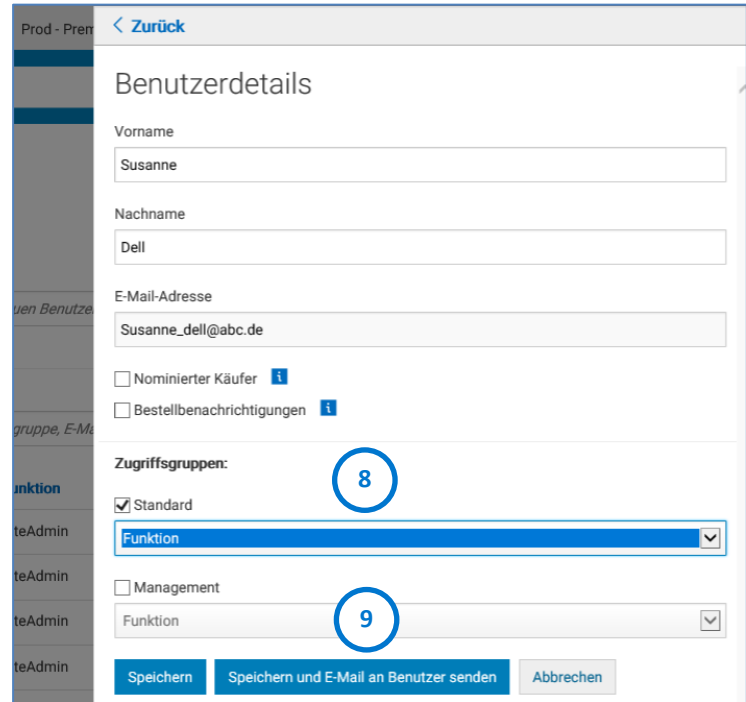 Prod - Prem
< Zurück
Benutzerdetails
Vorname
Susanne
Nachname
Dell
E-Mail-Adresse
uen Benutze
Susanne_dell@abc.de
Nominierter Käufer i
Bestellbenachrichtigungen i
gruppe, E-Ma
Zugriffsgruppen:
8
unktion
Standard
teAdmin
Funktion
teAdmin
Management
teAdmin
Funktion
9
teAdmin
Speichern Speichern und E-Mail an Benutzer senden Abbrechen